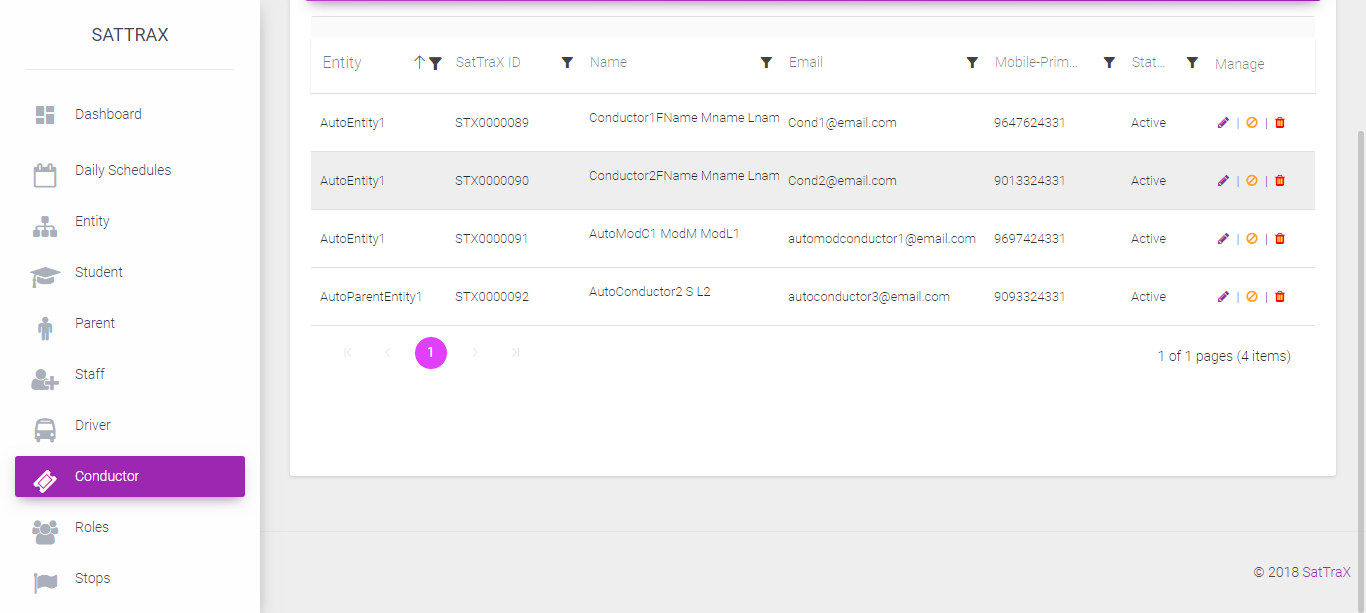 SATTRAX
Dashboard
Daily Schedules
Entity
Student
Parent
Staff
Driver
Conductor
Roles
Stops
Entity SatTraX ID Name Email Mobile-Prim... Stat... Manage
AutoEntity1 STX0000089 Conductor1FName Mname Lnam Cond1@email.com 9647624331 Active | |
AutoEntity1 STX0000090 Conductor2FName Mname Lnam Cond2@email.com 9013324331 Active | |
AutoEntity1 STX0000091 AutoModC1 ModM ModL1 automodconductor1@email.com 9697424331 Active | |
AutoParentEntity1 STX0000092 AutoConductor2 S L2 autoconductor3@email.com 9093324331 Active | |
1
1 of 1 pages (4 items)
© 2018 SatTraX